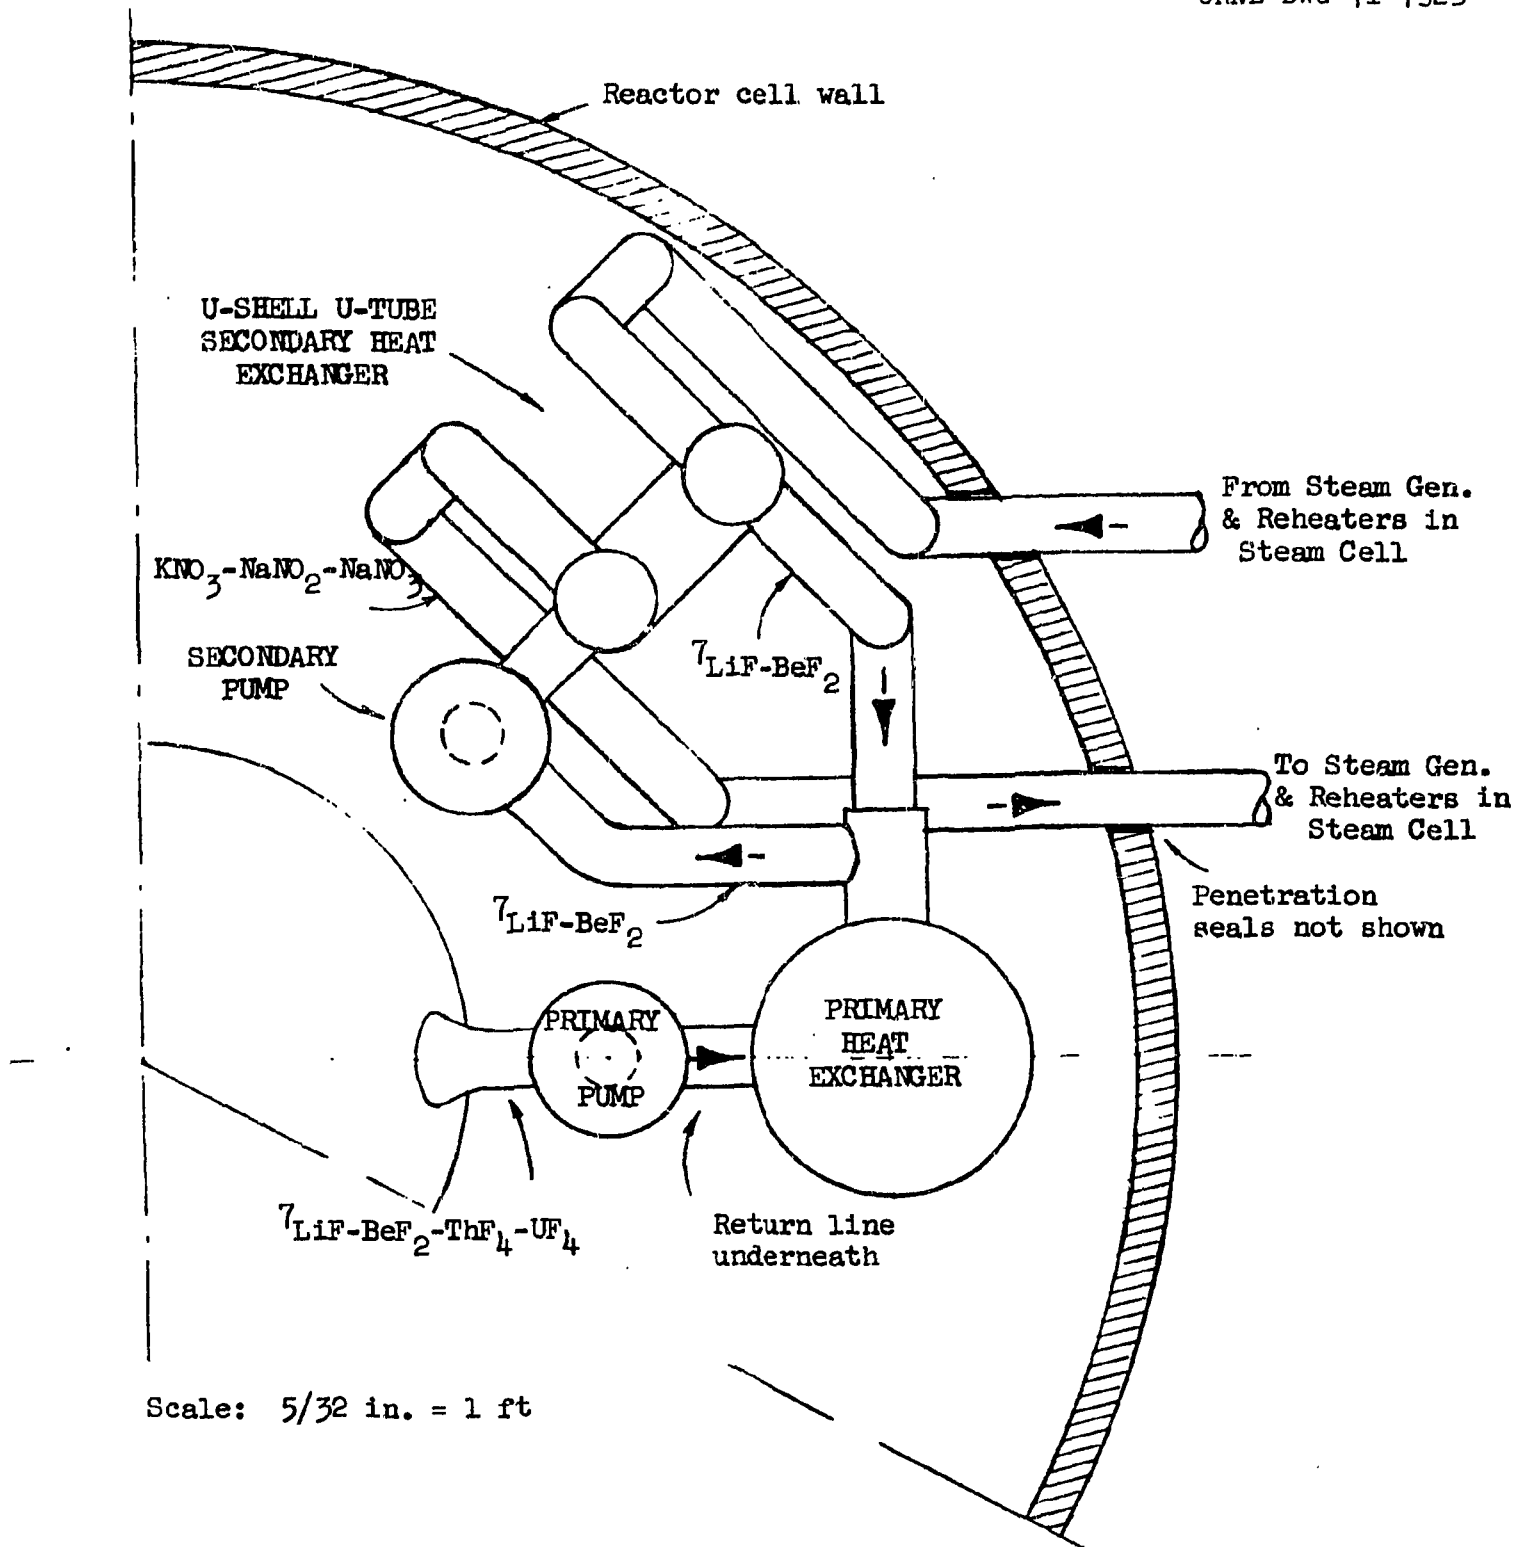 Reactor cell wall
U-SHELL U-TUBE
SECONDARY HEAT
EXCHANGER
From Steam Gen.
& Reheaters in
Steam Cell
KNO3-NaNO2-NaNO3
SECONDARY
PUMP
7LiF-BeF2
To Steam Gen.
& Reheaters in
Steam Cell
Penetration
seals not shown
7LiF-BeF2
PRIMARY
PUMP
PRIMARY
HEAT
EXCHANGER
7LiF-BeF2-ThF4-UF4
Return line
underneath
Scale: 5/32 in. = 1 ft